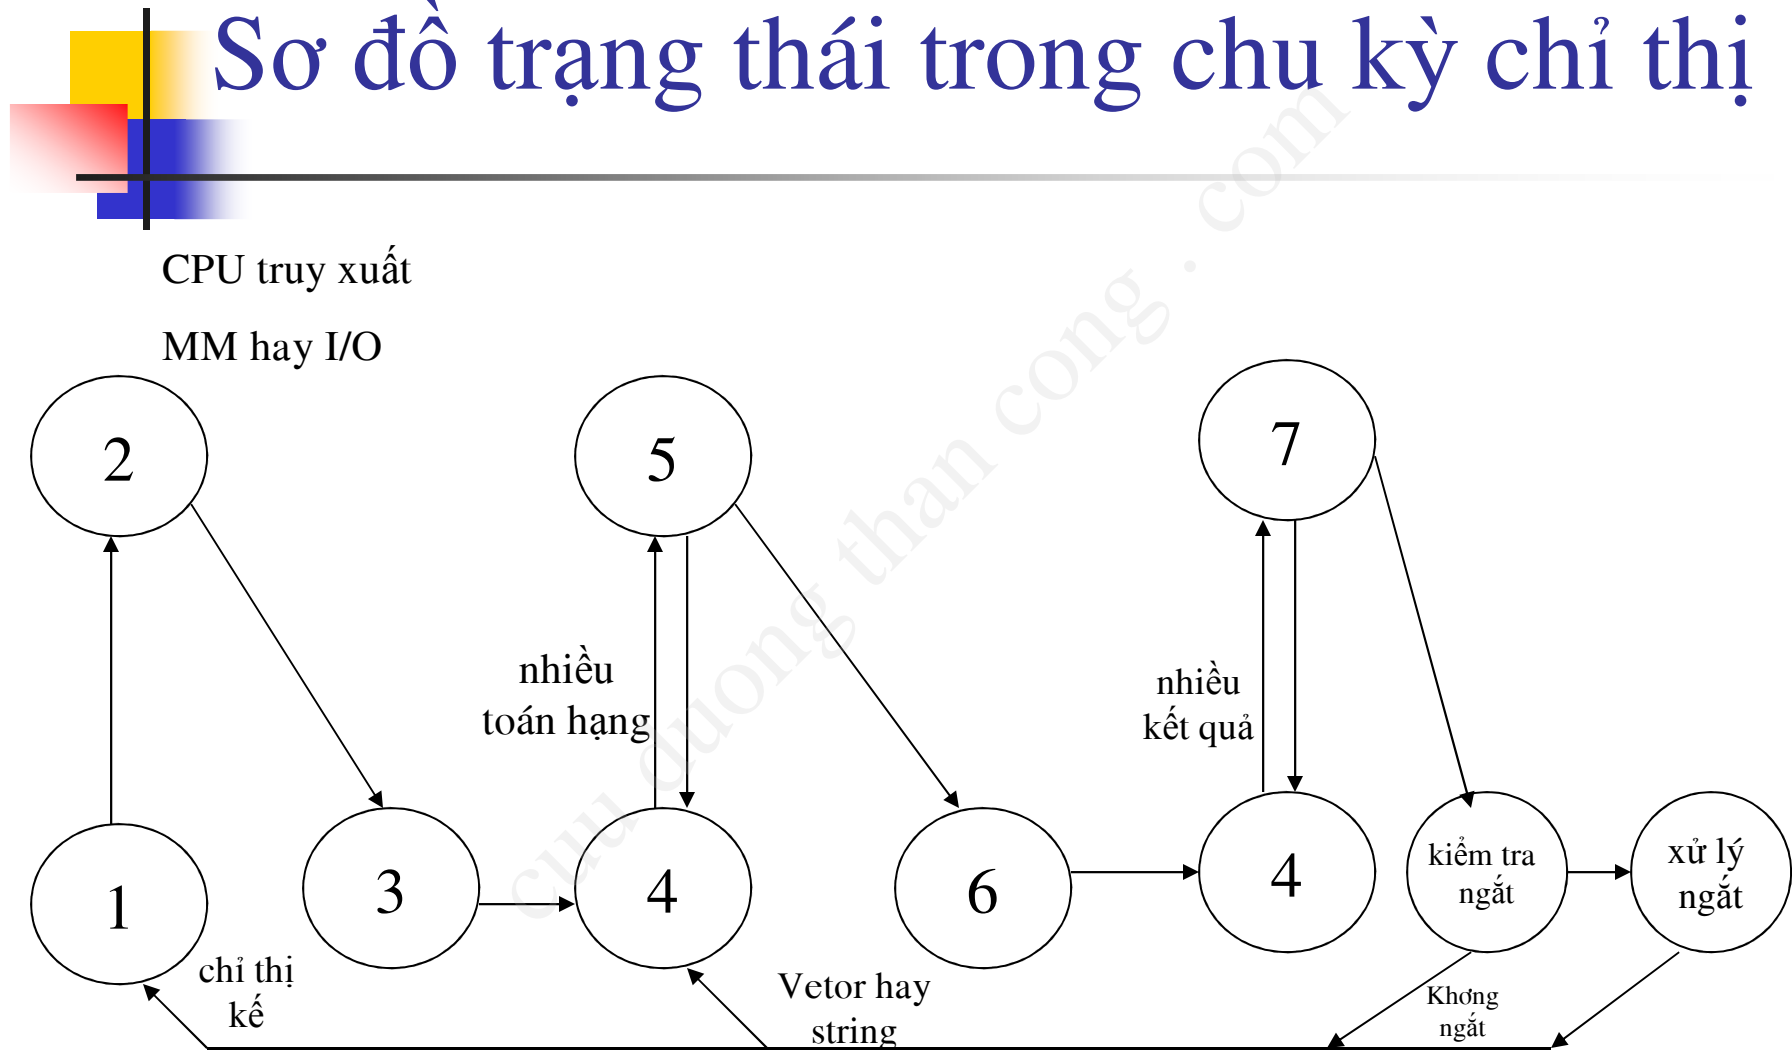 Sơ đồ trạng thái trong chu kỳ chỉ thị
CPU truy xuất
MM hay I/O
2
5
7
nhiều
toán hạng
nhiều
kết quả
1
3
4
6
4
kiểm tra
ngắt
xử lý
ngắt
chỉ thị
kế
Vetor hay
string
Khơng
ngắt
cuu duong than cong . com